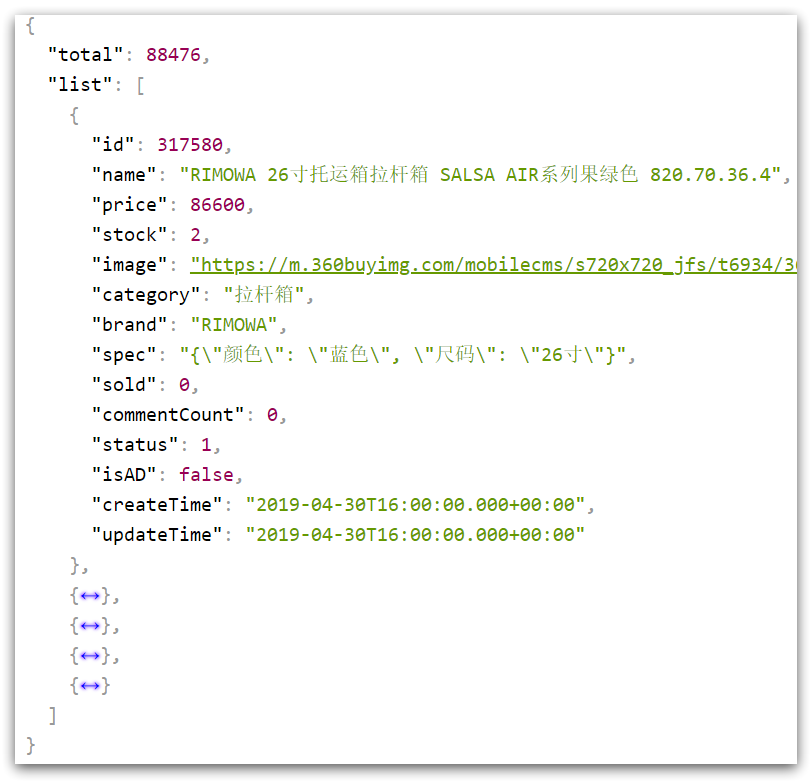 {
"total": 88476,
"list": [
{
"id": 317580,
"name": "RIMOWA 26寸托运箱拉杆箱 SALSA AIR系列果绿色 820.70.36.4",
"price": 86600,
"stock": 2,
"image": "https://m.360buyimg.com/mobilecms/s720x720_jfs/t6934/3
"category": "拉杆箱",
"brand": "RIMOWA",
"spec": "{\"颜色\": \"蓝色\", \"尺码\": \"26寸\"}",
"sold": 0,
"commentCount": 0,
"status": 1,
"isAD": false,
"createTime": "2019-04-30T16:00:00.000+00:00",
"updateTime": "2019-04-30T16:00:00.000+00:00"
},
{↔},
{↔},
{↔},
{↔}
]
}